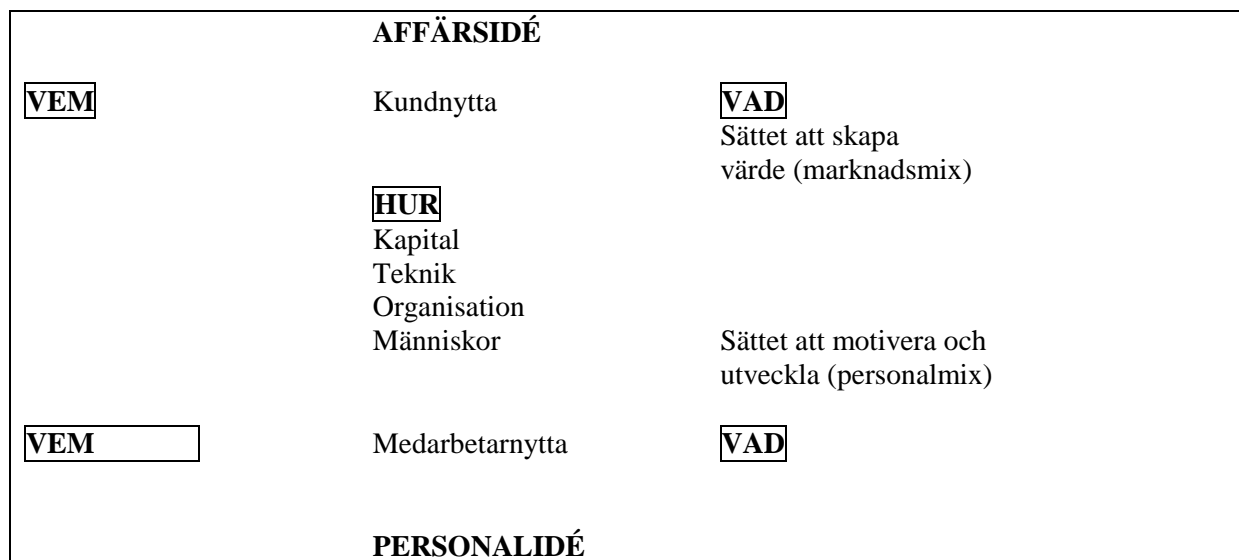 AFFÄRSIDÉ
VEM Kundnytta VAD
Sättet att skapa
värde (marknadsmix)
HUR
Kapital
Teknik
Organisation
Människor Sättet att motivera och
utveckla (personalmix)
VEM Medarbetarnytta VAD
PERSONALIDÉ